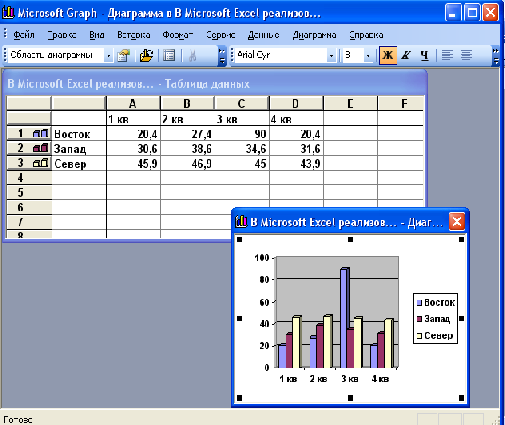 Microsoft Graph - Диаграмма в В Microsoft Excel реализов...
Файл Правка Вид Вставка Формат Сервис Данные Диаграмма Справка
Область диаграммы Arial Cyr 8 Ж К Ч
В Microsoft Excel реализов... - Таблица данных
A B C D E F
1 кв 2 кв 3 кв 4 кв
1 Восток 20,4 27,4 90 20,4
2 Запад 30,6 38,6 34,6 31,6
3 Север 45,9 46,9 45 43,9
4
5
6
7
8
В Microsoft Excel реализов... - Диаг...
100
80
60
40
20
0
1 кв 2 кв 3 кв 4 кв
Восток
Запад
Север
Готово